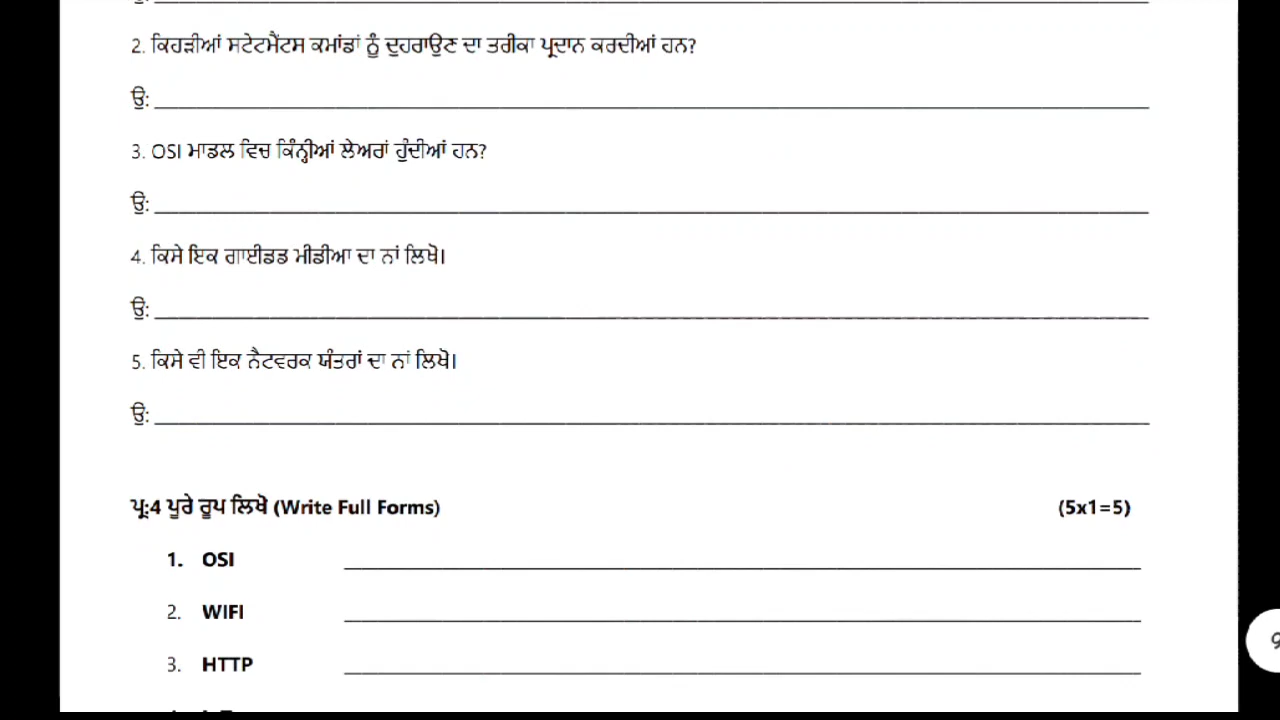 2. ਕਿਹੜੀਆਂ ਸਟੇਟਮੈਂਟਸ ਕਮਾਂਡਾਂ ਨੂੰ ਦੁਹਰਾਉਣ ਦਾ ਤਰੀਕਾ ਪ੍ਰਦਾਨ ਕਰਦੀਆਂ ਹਨ?
ਉ:
3. OSI ਮਾਡਲ ਵਿਚ ਕਿੰਨ੍ਹੀਆਂ ਲੇਅਰਾਂ ਹੁੰਦੀਆਂ ਹਨ?
ਉ:
4. ਕਿਸੇ ਇਕ ਗਾਈਡਡ ਮੀਡੀਆ ਦਾ ਨਾਂ ਲਿਖੋ।
ਉ:
5. ਕਿਸੇ ਵੀ ਇਕ ਨੈਟਵਰਕ ਯੰਤਰਾਂ ਦਾ ਨਾਂ ਲਿਖੋ।
ਉ:
ਪ੍ਰ:4 ਪੂਰੇ ਰੂਪ ਲਿਖੋ (Write Full Forms) (5x1=5)
1. OSI
2. WIFI
3. HTTP